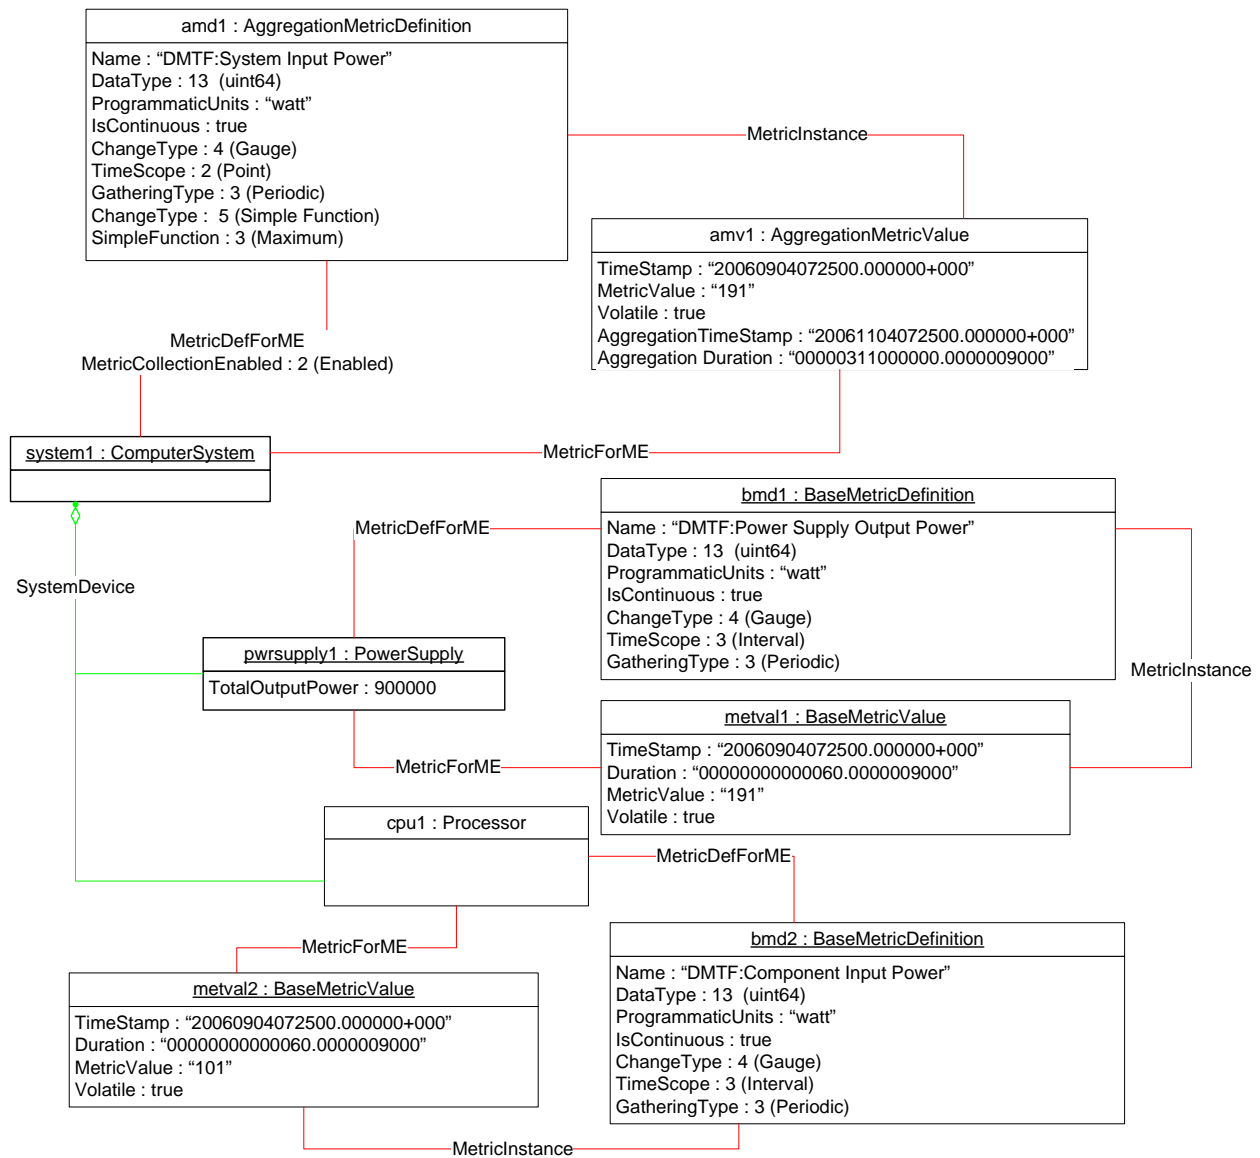 amd1 : AggregationMetricDefinition
Name : “DMTF:System Input Power”
DataType : 13  (uint64)
ProgrammaticUnits : “watt”
IsContinuous : true
ChangeType : 4 (Gauge)
TimeScope : 2 (Point)
GatheringType : 3 (Periodic)
ChangeType :  5 (Simple Function)
SimpleFunction : 3 (Maximum)
MetricInstance
amv1 : AggregationMetricValue
TimeStamp : “20060904072500.000000+000”
MetricValue : “191”
Volatile : true
AggregationTimeStamp : “20061104072500.000000+000”
Aggregation Duration : “00000311000000.0000009000”
MetricDefForME
MetricCollectionEnabled : 2 (Enabled)
system1 : ComputerSystem
MetricForME
bmd1 : BaseMetricDefinition
Name : “DMTF:Power Supply Output Power”
DataType : 13  (uint64)
ProgrammaticUnits : “watt”
IsContinuous : true
ChangeType : 4 (Gauge)
TimeScope : 3 (Interval)
GatheringType : 3 (Periodic)
MetricDefForME
SystemDevice
pwrsupply1 : PowerSupply
TotalOutputPower : 900000
MetricInstance
metval1 : BaseMetricValue
TimeStamp : “20060904072500.000000+000”
Duration : “00000000000060.0000009000”
MetricValue : “191”
Volatile : true
MetricForME
cpu1 : Processor
MetricDefForME
MetricForME
bmd2 : BaseMetricDefinition
Name : “DMTF:Component Input Power”
DataType : 13  (uint64)
ProgrammaticUnits : “watt”
IsContinuous : true
ChangeType : 4 (Gauge)
TimeScope : 3 (Interval)
GatheringType : 3 (Periodic)
metval2 : BaseMetricValue
TimeStamp : “20060904072500.000000+000”
Duration : “00000000000060.0000009000”
MetricValue : “101”
Volatile : true
MetricInstance